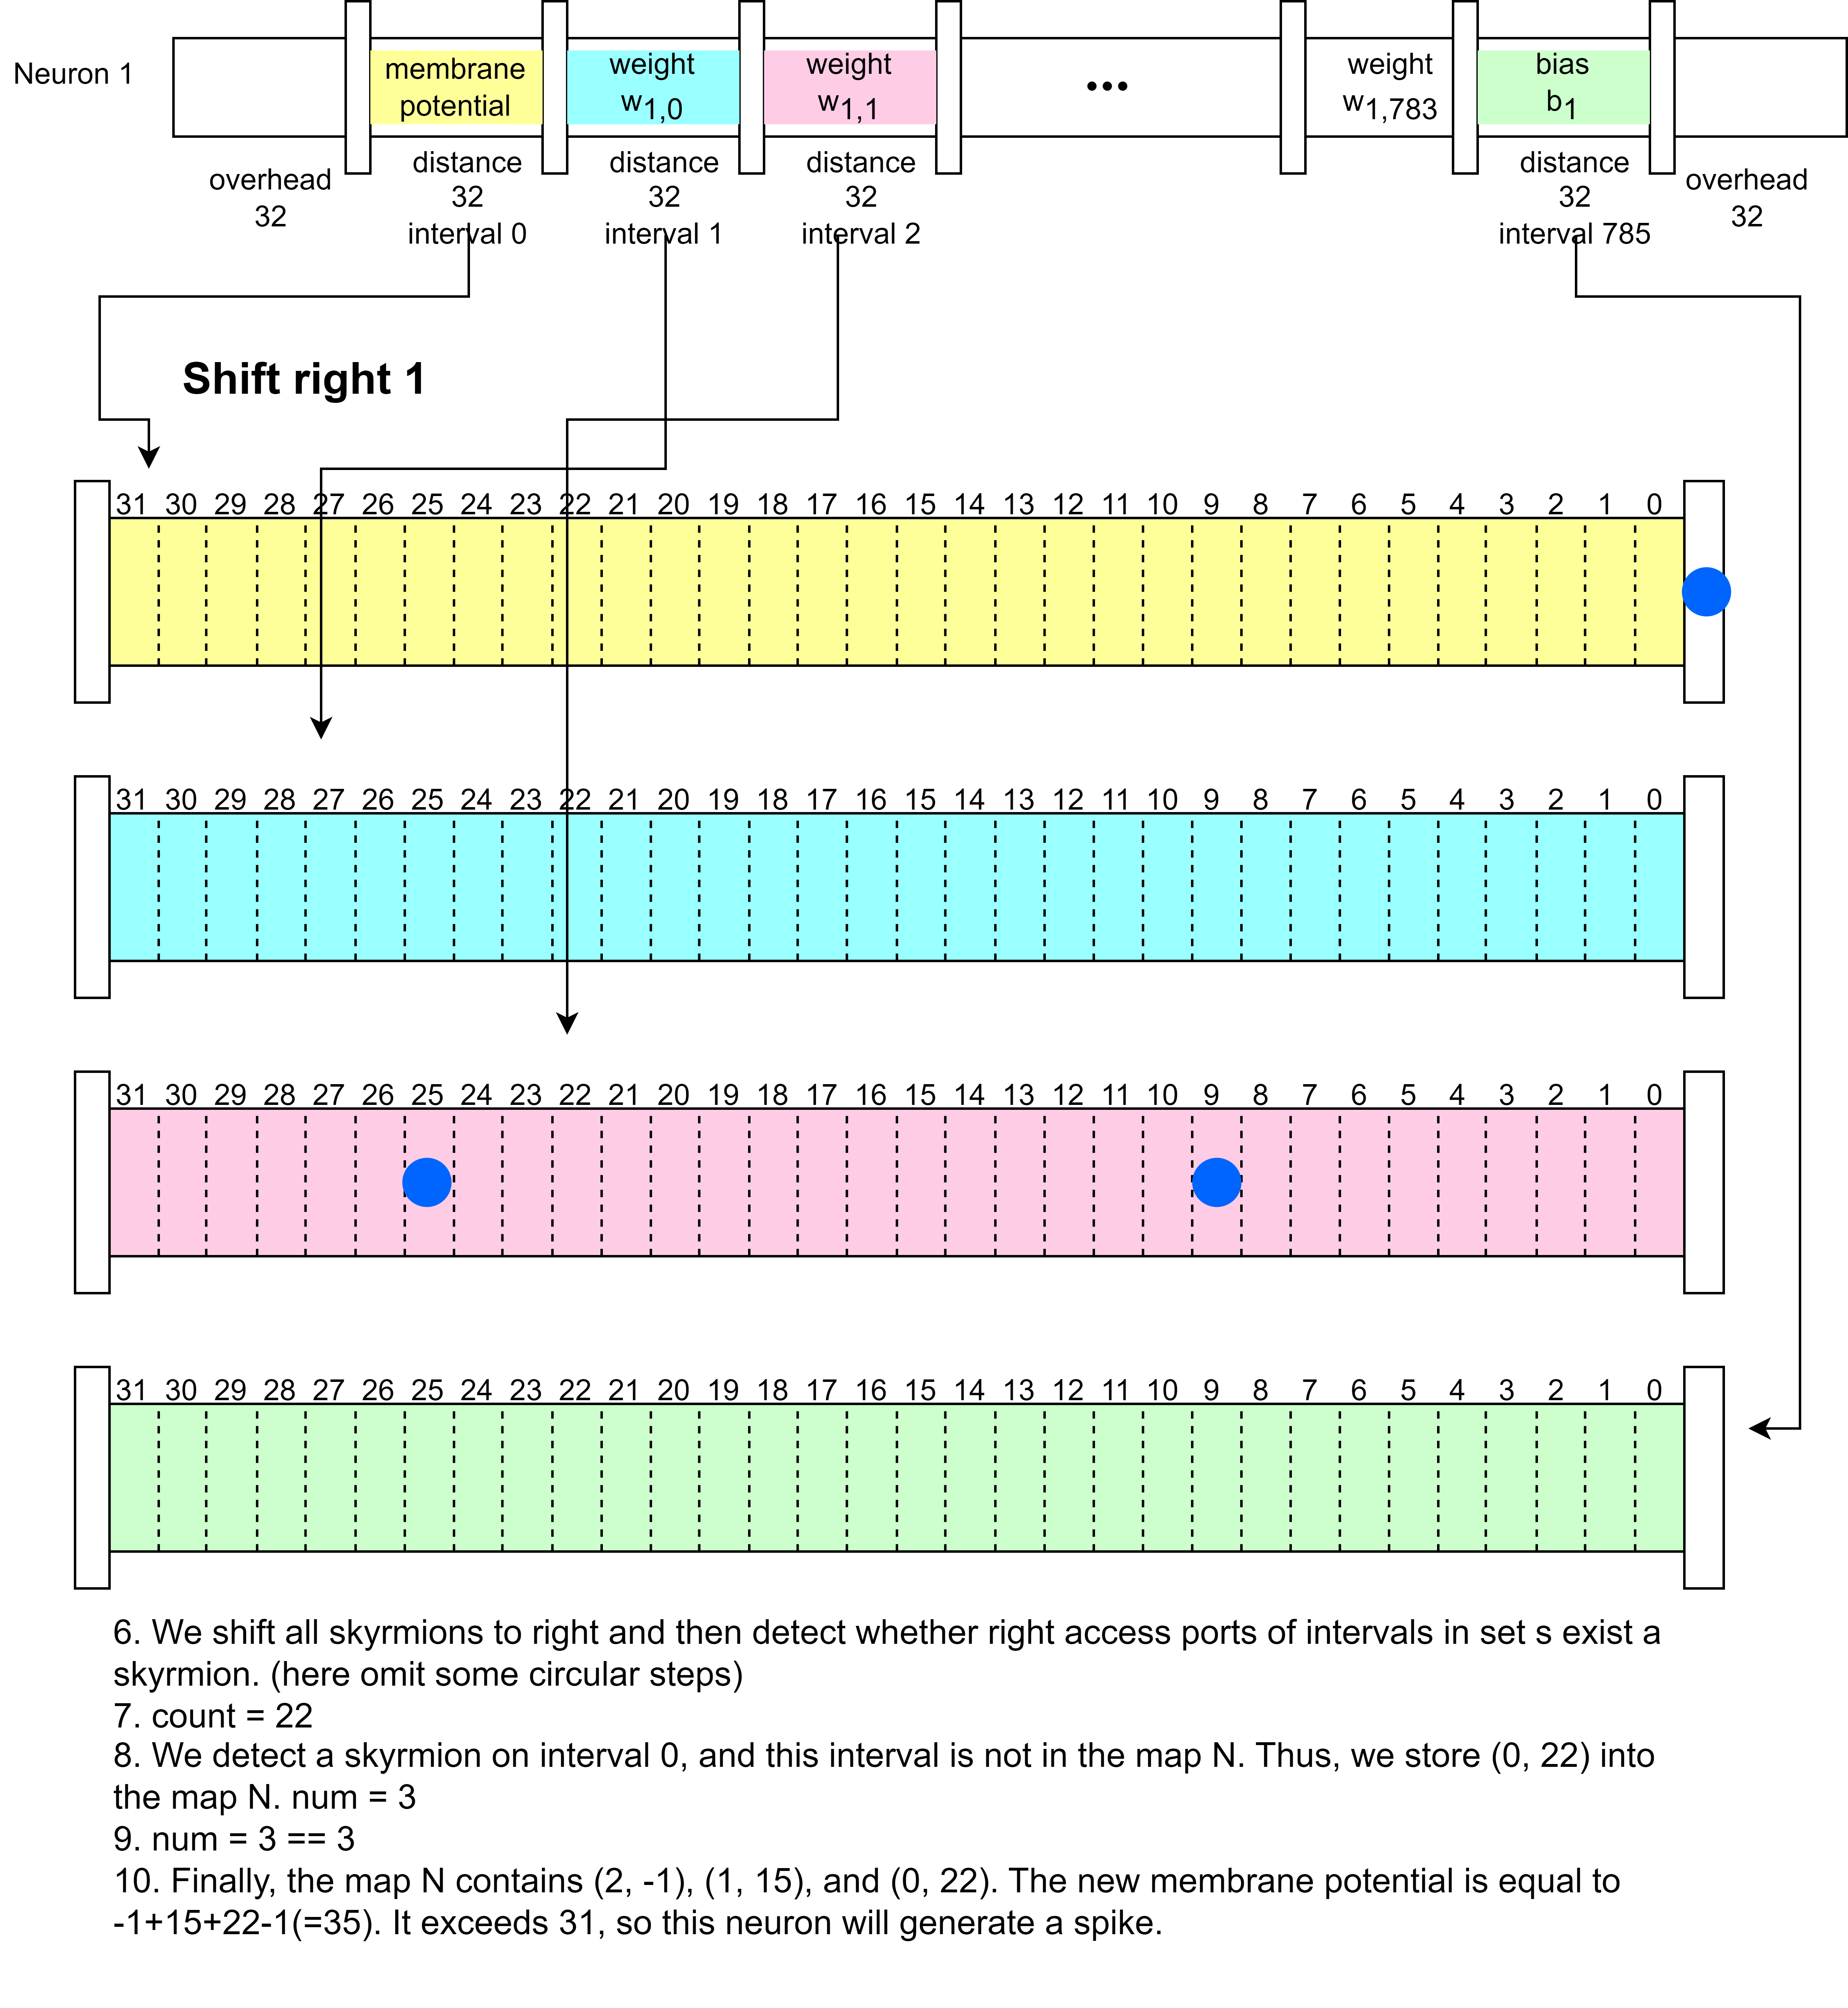 Neuron 1
membrane
potential
weight
w1,0
weight
w1,1
...
weight
w1,783
bias
b1
overhead
32
distance
32
interval 0
distance
32
interval 1
distance
32
interval 2
distance
32
interval 785
overhead
32
Shift right 1
31 30 29 28 27 26 25 24 23 22 21 20 19 18 17 16 15 14 13 12 11 10 9 8 7 6 5 4 3 2 1 0
31 30 29 28 27 26 25 24 23 22 21 20 19 18 17 16 15 14 13 12 11 10 9 8 7 6 5 4 3 2 1 0
31 30 29 28 27 26 25 24 23 22 21 20 19 18 17 16 15 14 13 12 11 10 9 8 7 6 5 4 3 2 1 0
31 30 29 28 27 26 25 24 23 22 21 20 19 18 17 16 15 14 13 12 11 10 9 8 7 6 5 4 3 2 1 0
6. We shift all skyrmions to right and then detect whether right access ports of intervals in set s exist a
skyrmion. (here omit some circular steps)
7. count = 22
8. We detect a skyrmion on interval 0, and this interval is not in the map N. Thus, we store (0, 22) into
the map N. num = 3
9. num = 3 == 3
10. Finally, the map N contains (2, -1), (1, 15), and (0, 22). The new membrane potential is equal to
-1+15+22-1(=35). It exceeds 31, so this neuron will generate a spike.